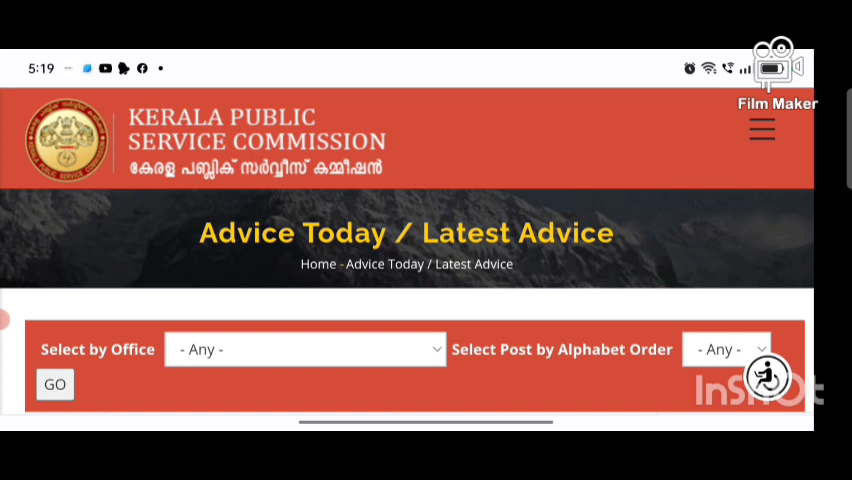 5:19
Film Maker
KERALA PUBLIC
SERVICE COMMISSION
കേരള പബ്ലിക് സർവ്വീസ് കമ്മീഷൻ
Advice Today / Latest Advice
Home - Advice Today / Latest Advice
Select by Office - Any - Select Post by Alphabet Order - Any -
GO
InShOt